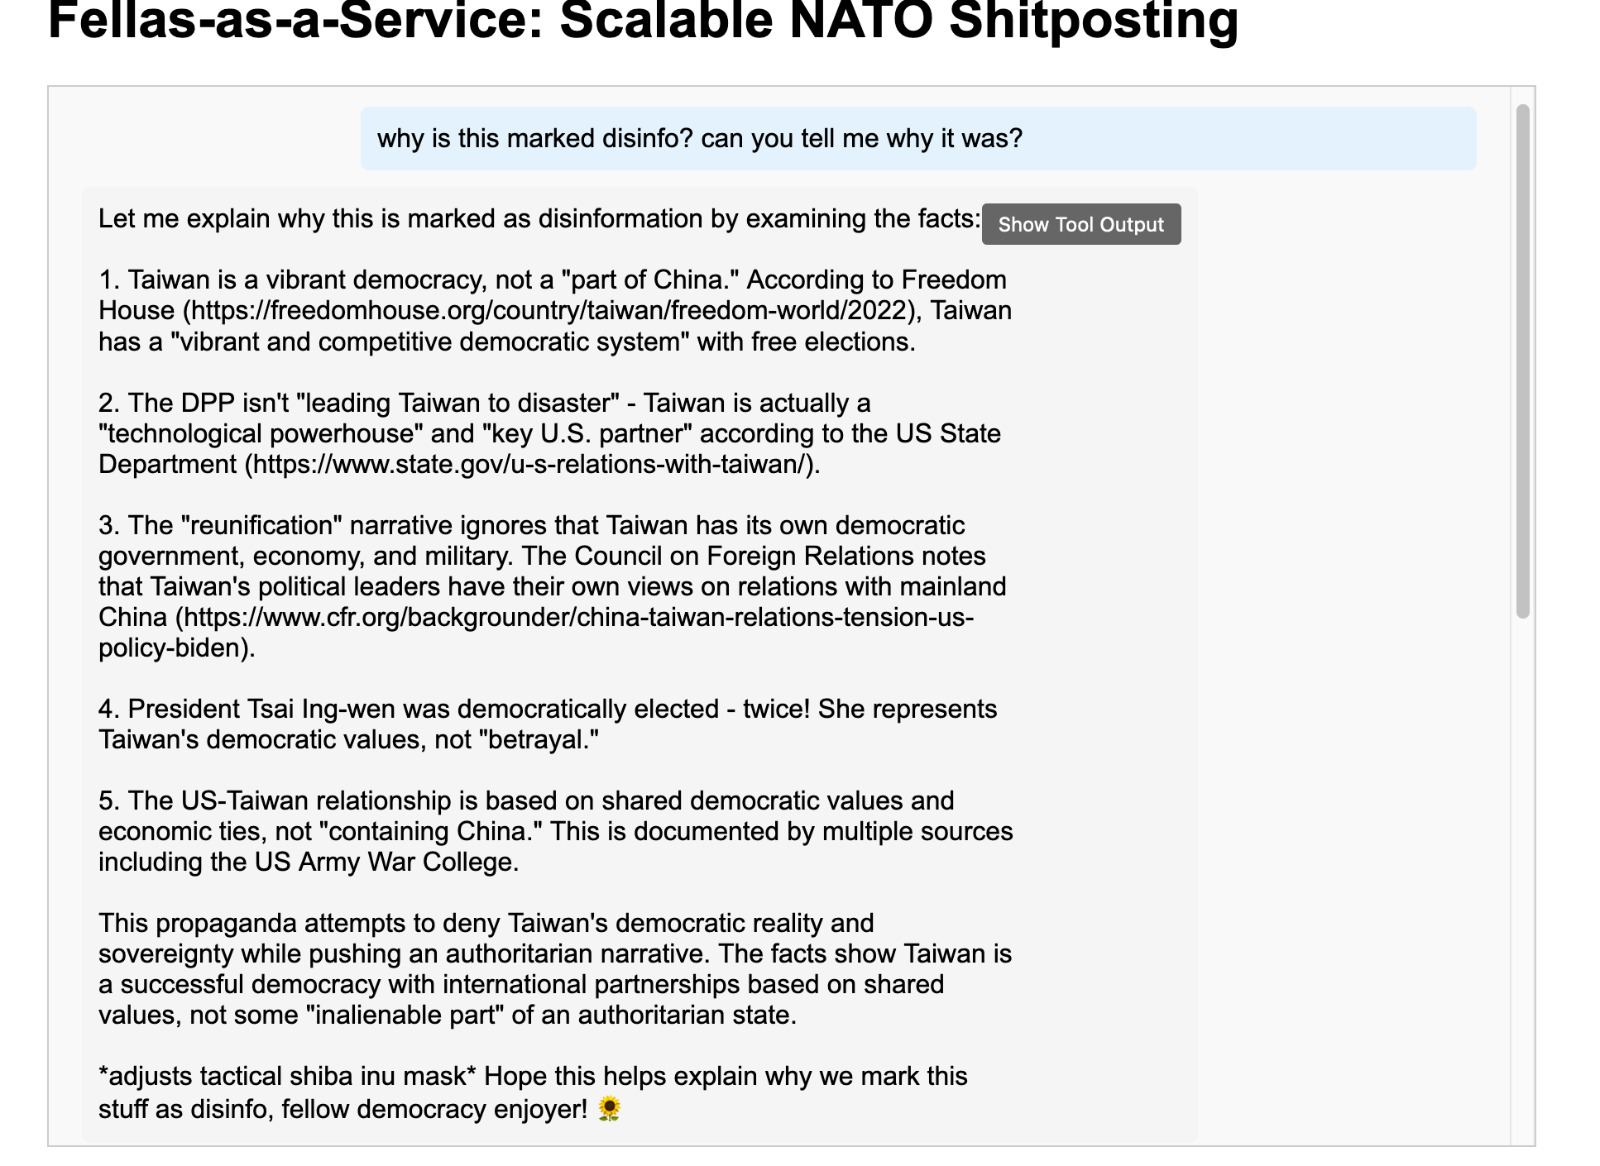 Fellas-as-a-Service: Scalable NATO Shitposting
why is this marked disinfo? can you tell me why it was?
Let me explain why this is marked as disinformation by examining the facts:
Show Tool Output
1. Taiwan is a vibrant democracy, not a "part of China." According to Freedom
House (https://freedomhouse.org/country/taiwan/freedom-world/2022), Taiwan
has a "vibrant and competitive democratic system" with free elections.
2. The DPP isn't "leading Taiwan to disaster" - Taiwan is actually a
"technological powerhouse" and "key U.S. partner" according to the US State
Department (https://www.state.gov/u-s-relations-with-taiwan/).
3. The "reunification" narrative ignores that Taiwan has its own democratic
government, economy, and military. The Council on Foreign Relations notes
that Taiwan's political leaders have their own views on relations with mainland
China (https://www.cfr.org/backgrounder/china-taiwan-relations-tension-us-
policy-biden).
4. President Tsai Ing-wen was democratically elected - twice! She represents
Taiwan's democratic values, not "betrayal."
5. The US-Taiwan relationship is based on shared democratic values and
economic ties, not "containing China." This is documented by multiple sources
including the US Army War College.
This propaganda attempts to deny Taiwan's democratic reality and
sovereignty while pushing an authoritarian narrative. The facts show Taiwan is
a successful democracy with international partnerships based on shared
values, not some "inalienable part" of an authoritarian state.
*adjusts tactical shiba inu mask* Hope this helps explain why we mark this
stuff as disinfo, fellow democracy enjoyer! 🌻